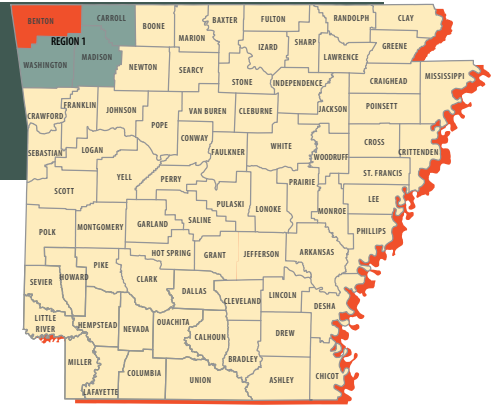 BENTON
CARROLL
BOONE
BAXTER
FULTON
RANDOLPH
CLAY
REGION 1
MARION
IZARD
SHARP
GREENE
WASHINGTON
MADISON
NEWTON
SEARCY
STONE
LAWRENCE
INDEPENDENCE
CRAIGHEAD
MISSISSIPPI
CRAWFORD
FRANKLIN
JOHNSON
POPE
VAN BUREN
CLEBURNE
JACKSON
POINSETT
SEBASTIAN
LOGAN
CONWAY
FAULKNER
WHITE
WOODRUFF
CROSS
CRITTENDEN
SCOTT
YELL
PERRY
PRAIRIE
ST. FRANCIS
POLK
MONTGOMERY
GARLAND
SALINE
PULASKI
LONOKE
MONROE
LEE
PHILLIPS
HOT SPRING
GRANT
JEFFERSON
ARKANSAS
SEVIER
HOWARD
PIKE
CLARK
DALLAS
CLEVELAND
LINCOLN
DESHA
LITTLE
RIVER
HEMPSTEAD
NEVADA
OUACHITA
CALHOUN
BRADLEY
DREW
MILLER
LAFAYETTE
COLUMBIA
UNION
ASHLEY
CHICOT